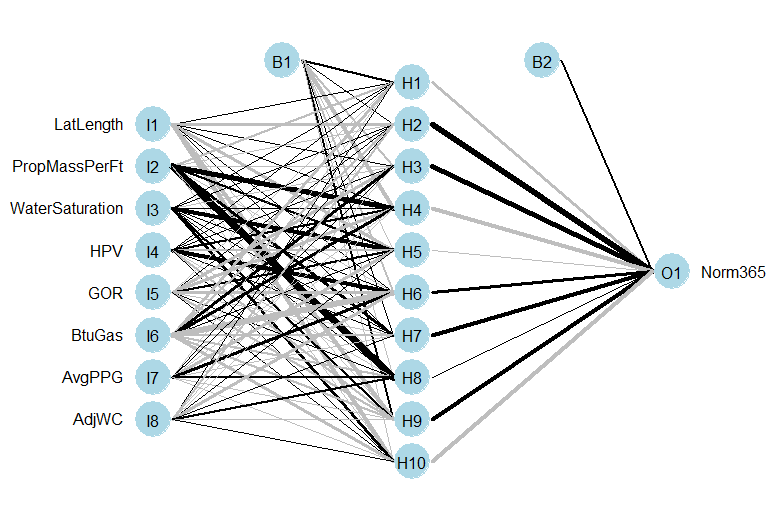 B1
B2
H1
LatLength I1 H2
PropMassPerFt I2 H3
WaterSaturation I3 H4
HPV I4 H5
O1 Norm365
GOR I5 H6
BtuGas I6 H7
AvgPPG I7 H8
AdjWC I8 H9
H10